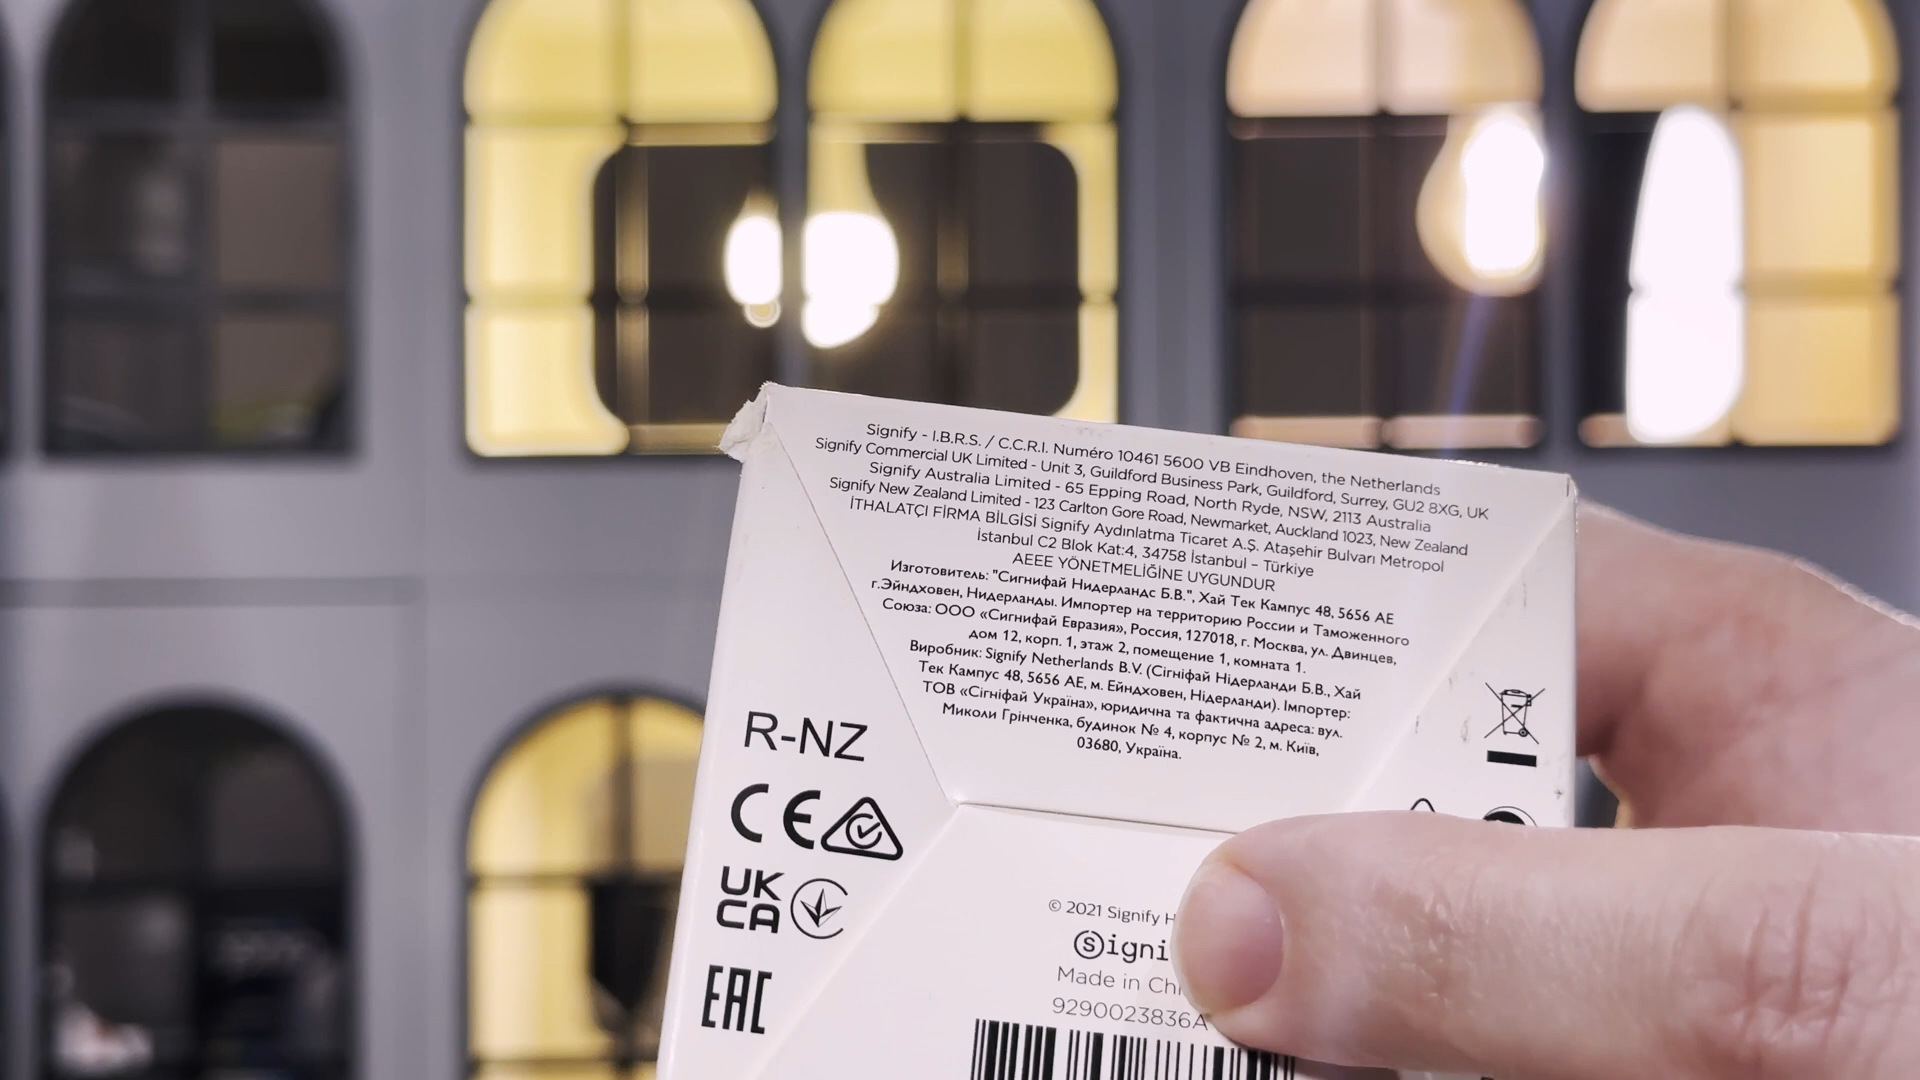 Signify - I.B.R.S. / C.C.R.I. Numéro 10461 5600 VB Eindhoven, the Netherlands
Signify Commercial UK Limited - Unit 3, Guildford Business Park, Guildford, Surrey, GU2 8XG, UK
Signify Australia Limited - 65 Epping Road, North Ryde, NSW, 2113 Australia
Signify New Zealand Limited - 123 Carlton Gore Road, Newmarket, Auckland 1023, New Zealand
İTHALATÇI FİRMA BİLGİSİ Signify Aydınlatma Ticaret A.Ş. Ataşehir Bulvarı Metropol
İstanbul C2 Blok Kat:4, 34758 İstanbul – Türkiye
AEEE YÖNETMELİĞİNE UYGUNDUR
Изготовитель: "Сигнифай Нидерландс Б.В.", Хай Тек Кампус 48, 5656 AE
г.Эйндховен, Нидерланды. Импортер на территорию России и Таможенного
Союза: ООО «Сигнифай Евразия», Россия, 127018, г. Москва, ул. Двинцев,
дом 12, корп. 1, этаж 2, помещение 1, комната 1.
Виробник: Signify Netherlands B.V. (Сігніфай Нідерланди Б.В., Хай
Тек Кампус 48, 5656 АЕ, м. Ейндховен, Нідерланди). Імпортер:
ТОВ «Сігніфай Україна», юридична та фактична адреса: вул.
Миколи Грінченка, будинок № 4, корпус № 2, м. Київ,
03680, Україна.
R-NZ
CE
UK
CA
EAC
© 2021 Signify
Made in
9290023836A